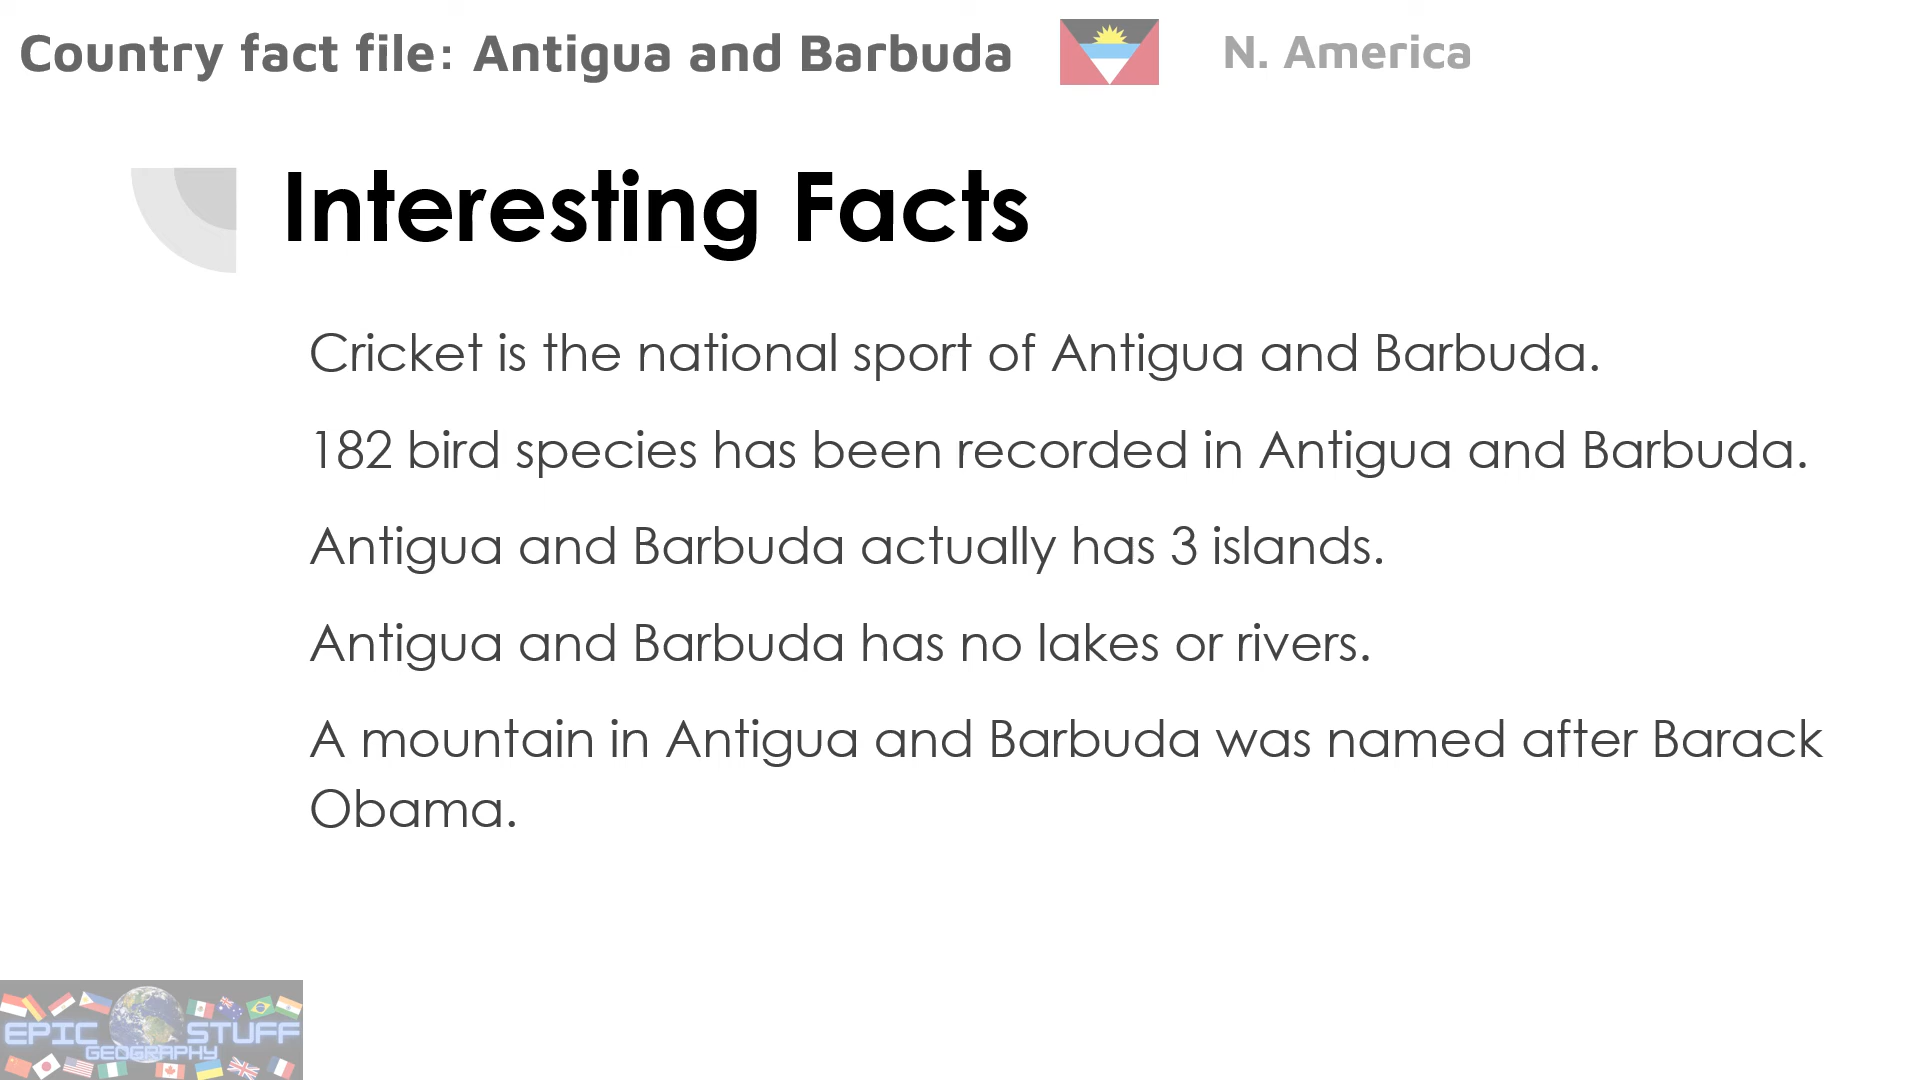 Country fact file: Antigua and Barbuda N. America
Interesting Facts
Cricket is the national sport of Antigua and Barbuda.
182 bird species has been recorded in Antigua and Barbuda.
Antigua and Barbuda actually has 3 islands.
Antigua and Barbuda has no lakes or rivers.
A mountain in Antigua and Barbuda was named after Barack
Obama.
EPIC STUFF
GEOGRAPHY